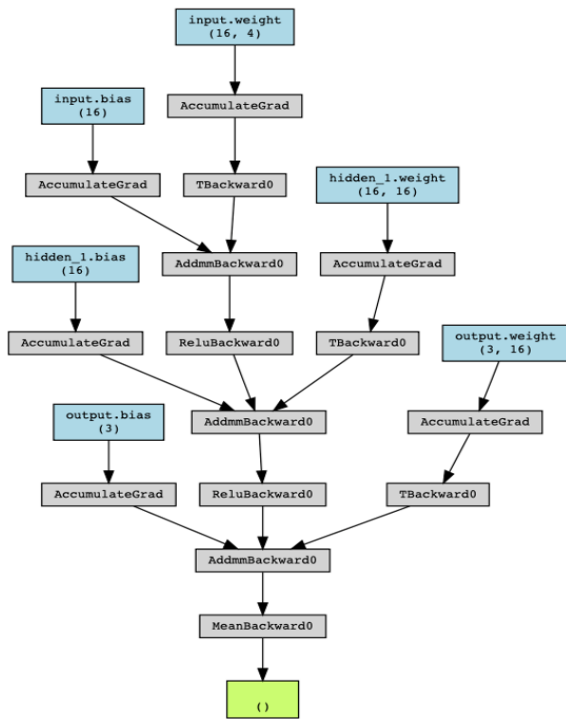 input.weight
(16, 4)
input.bias
(16)
AccumulateGrad
AccumulateGrad
TBackward0
hidden_1.weight
(16, 16)
hidden_1.bias
(16)
AddmmBackward0
AccumulateGrad
AccumulateGrad
ReluBackward0
TBackward0
output.weight
(3, 16)
output.bias
(3)
AddmmBackward0
AccumulateGrad
AccumulateGrad
ReluBackward0
TBackward0
AddmmBackward0
MeanBackward0
()